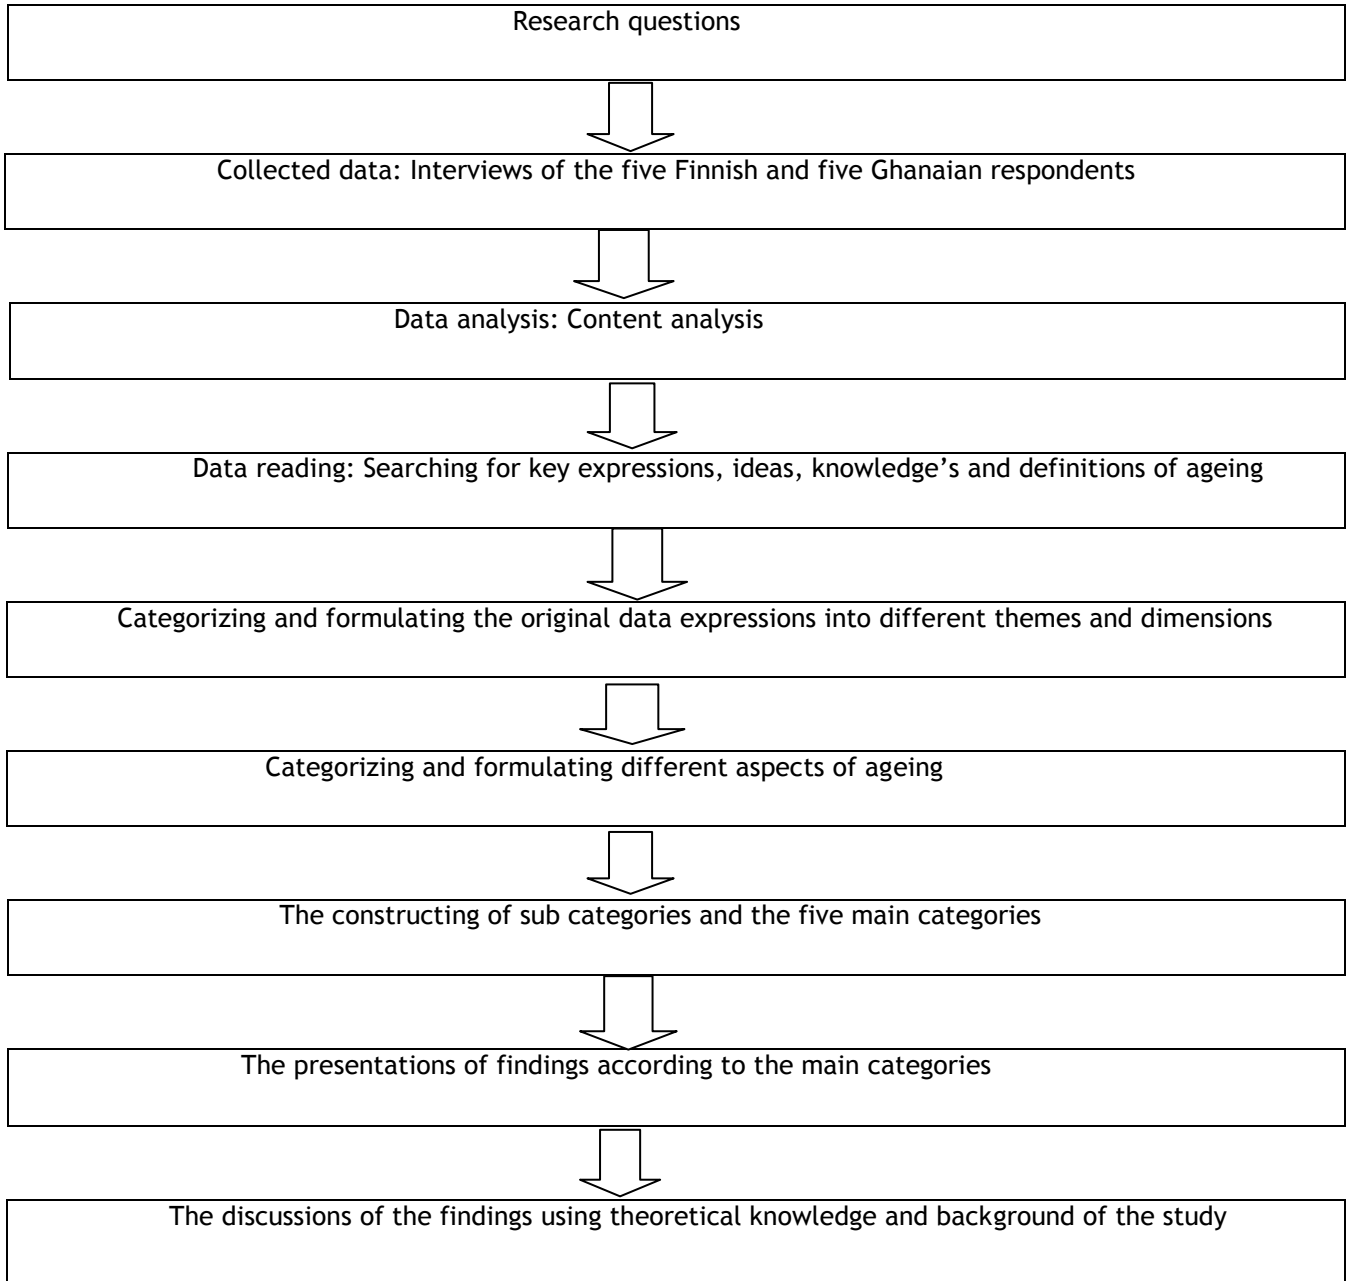 Research questions
Collected data: Interviews of the five Finnish and five Ghanaian respondents
Data analysis: Content analysis
Data reading: Searching for key expressions, ideas, knowledge’s and definitions of ageing
Categorizing and formulating the original data expressions into different themes and dimensions
Categorizing and formulating different aspects of ageing
The constructing of sub categories and the five main categories
The presentations of findings according to the main categories
The discussions of the findings using theoretical knowledge and background of the study